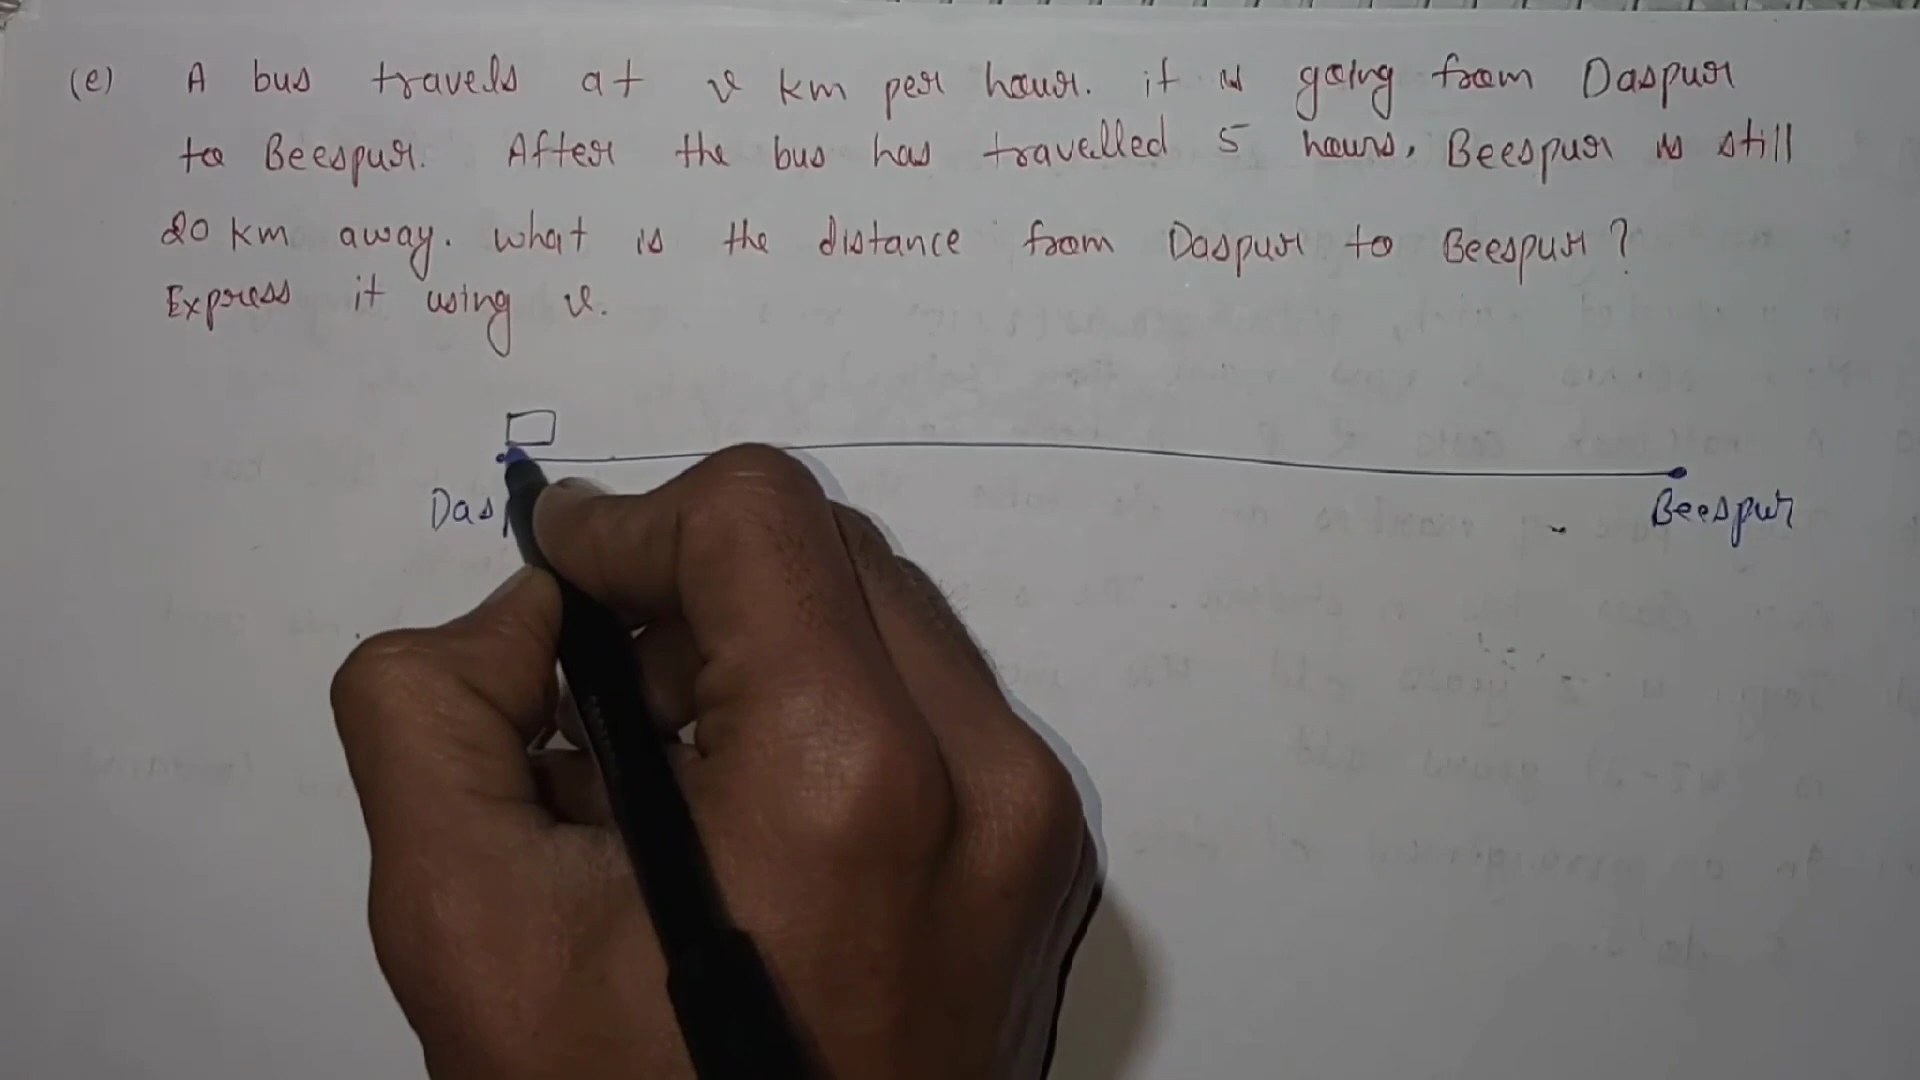 (e) A bus travels at v km per hour. it is going from Daspur
to Beespur. After the bus has travelled 5 hours, Beespur is still
20 km away. what is the distance from Daspur to Beespur?
Express it using v.
Das
Beespur